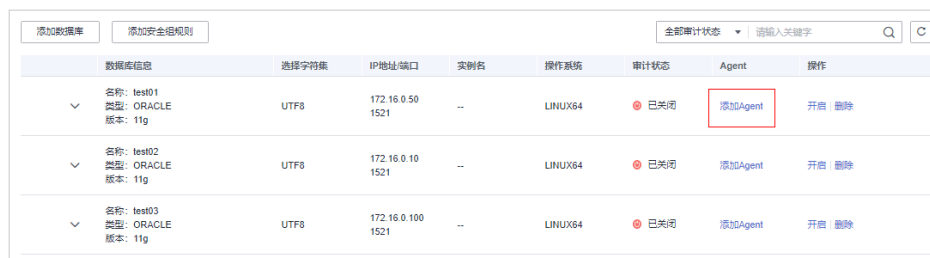 添加数据库 添加安全组规则 全部审计状态 请输入关键字
数据库信息 选择字符集 IP地址/端口 实例名 操作系统 审计状态 Agent 操作
名称: test01
类型: ORACLE
版本: 11g
UTF8
172.16.0.50
1521
--
LINUX64
已关闭
添加Agent
开启 删除
名称: test02
类型: ORACLE
版本: 11g
UTF8
172.16.0.10
1521
--
LINUX64
已关闭
添加Agent
开启 删除
名称: test03
类型: ORACLE
版本: 11g
UTF8
172.16.0.100
1521
--
LINUX64
已关闭
添加Agent
开启 删除